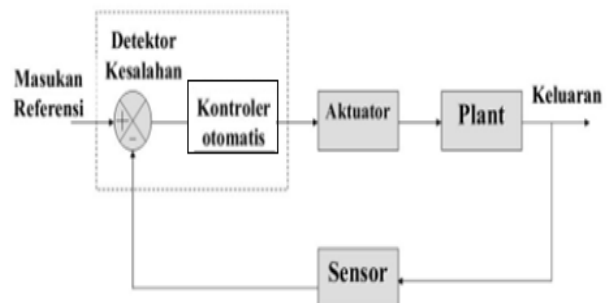 Detektor
Kesalahan
Masukan
Referensi
+
-
Kontroler
otomatis
Aktuator
Plant
Keluaran
Sensor